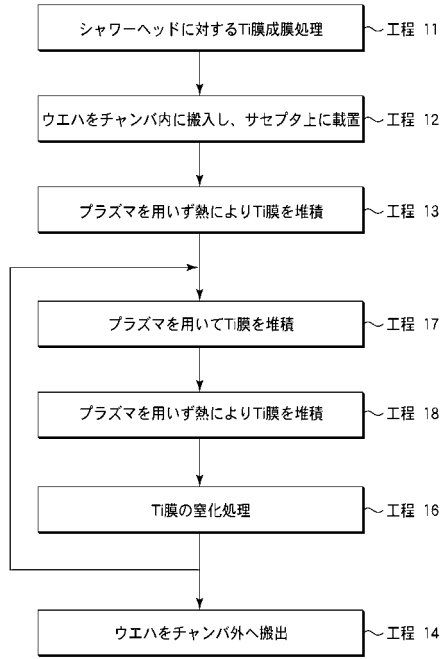 シャワーヘッドに対するTi膜成膜処理 工程 11
ウエハをチャンバ内に搬入し、サセプタ上に載置 工程 12
プラズマを用いず熱によりTi膜を堆積 工程 13
プラズマを用いてTi膜を堆積 工程 17
プラズマを用いず熱によりTi膜を堆積 工程 18
Ti膜の窒化処理 工程 16
ウエハをチャンバ外へ搬出 工程 14